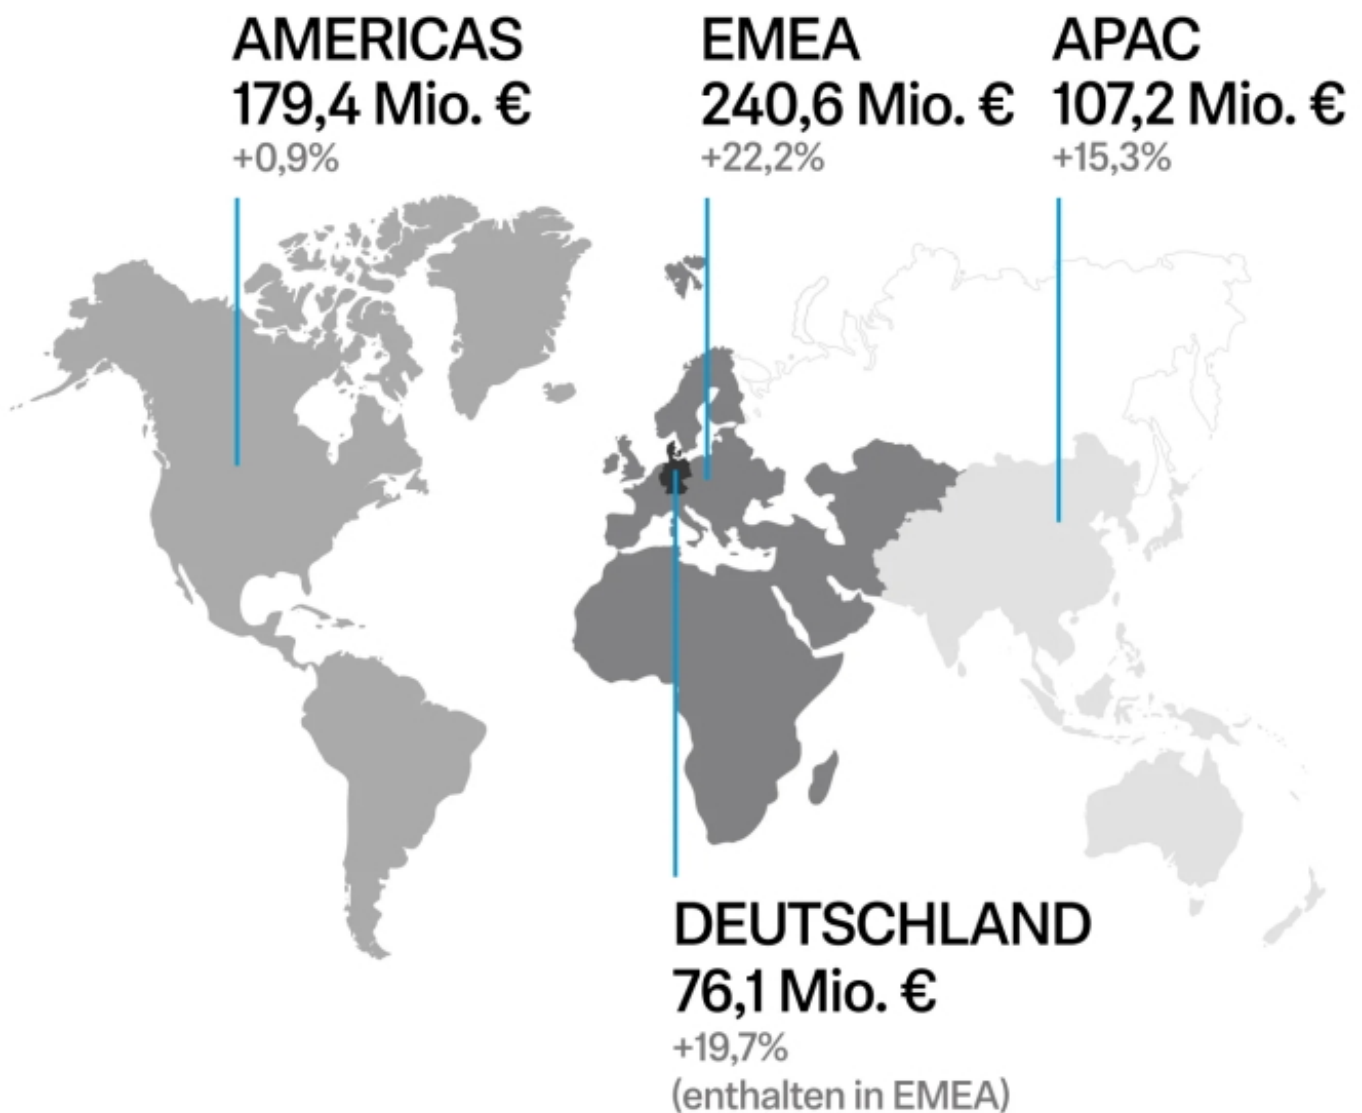 AMERICAS
179,4 Mio. €
+0,9%
EMEA
240,6 Mio. €
+22,2%
APAC
107,2 Mio. €
+15,3%
DEUTSCHLAND
76,1 Mio. €
+19,7%
(enthalten in EMEA)